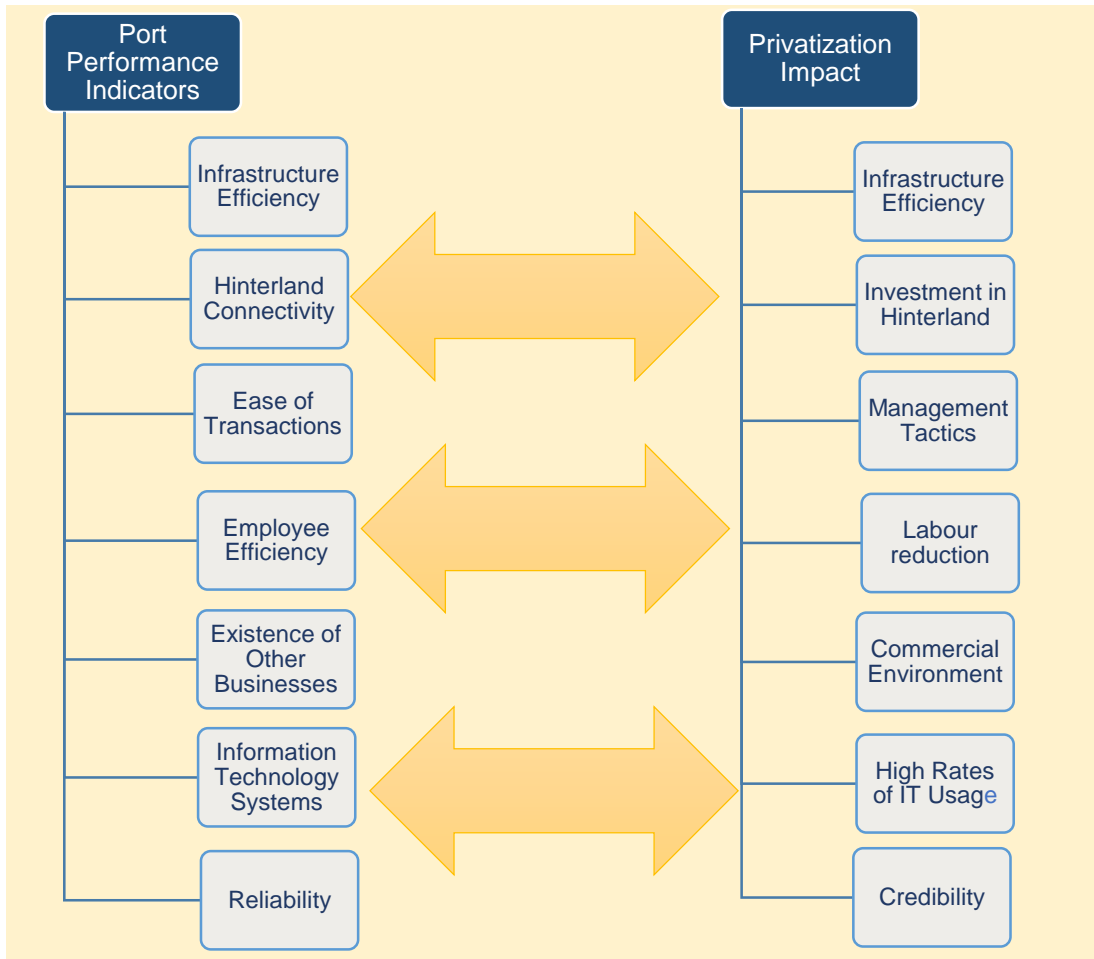 Port
Performance
Indicators
Infrastructure
Efficiency
Hinterland
Connectivity
Ease of
Transactions
Employee
Efficiency
Existence of
Other
Businesses
Information
Technology
Systems
Reliability
Privatization
Impact
Infrastructure
Efficiency
Investment in
Hinterland
Management
Tactics
Labour
reduction
Commercial
Environment
High Rates
of IT Usage
Credibility